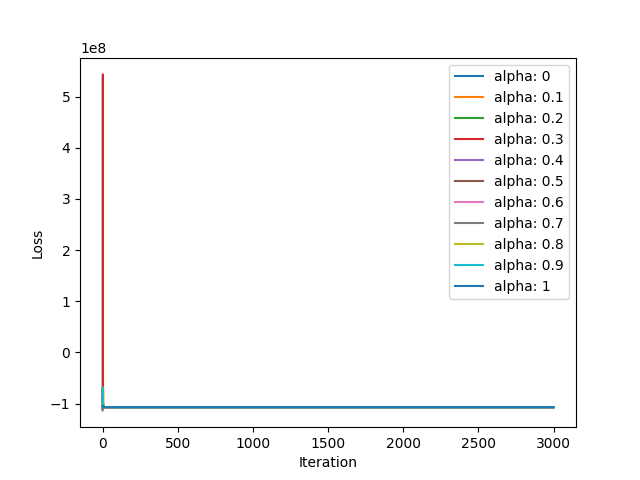 1e8
5
4
3
2
1
0
−1
Loss
0
500
1000
1500
2000
2500
3000
Iteration
alpha: 0
alpha: 0.1
alpha: 0.2
alpha: 0.3
alpha: 0.4
alpha: 0.5
alpha: 0.6
alpha: 0.7
alpha: 0.8
alpha: 0.9
alpha: 1